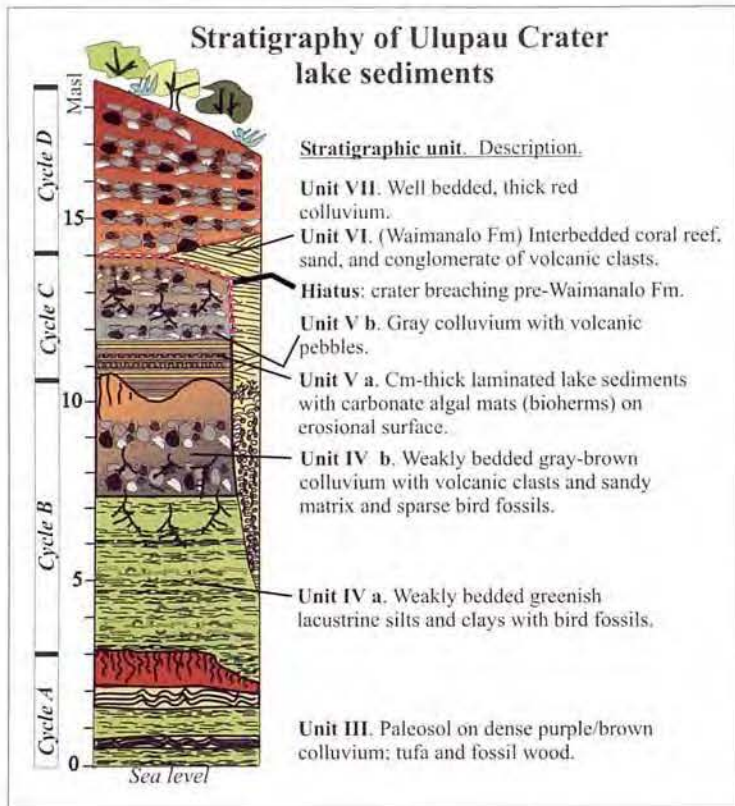 Stratigraphy of Ulupau Crater
lake sediments
Masl
Stratigraphic unit. Description.
Cycle D
Unit VII. Well bedded, thick red
colluvium.
15
Unit VI. (Waimanalo Fm) Interbedded coral reef,
sand, and conglomerate of volcanic clasts.
Cycle C
Hiatus: crater breaching pre-Waimanalo Fm.
Unit V b. Gray colluvium with volcanic
pebbles.
10
Unit V a. Cm-thick laminated lake sediments
with carbonate algal mats (bioherms) on
erosional surface.
Cycle B
Unit IV b. Weakly bedded gray-brown
colluvium with volcanic clasts and sandy
matrix and sparse bird fossils.
5
Unit IV a. Weakly bedded greenish
lacustrine silts and clays with bird fossils.
Cycle A
Unit III. Paleosol on dense purple/brown
colluvium; tufa and fossil wood.
0
Sea level